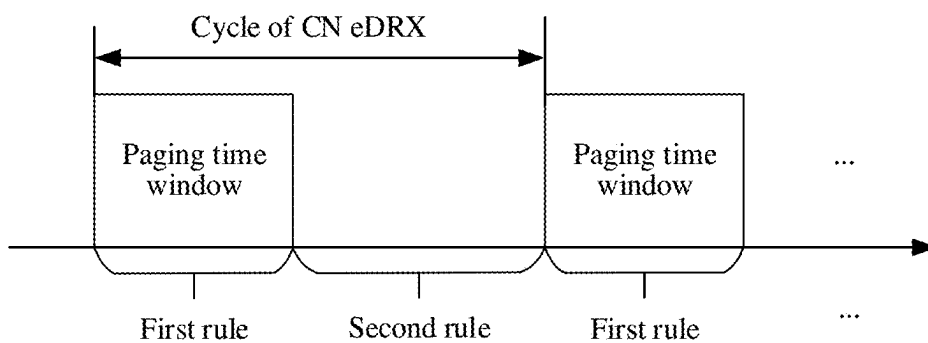 Cycle of CN eDRX
Paging time
window
Paging time
window
...
First rule
Second rule
First rule
...